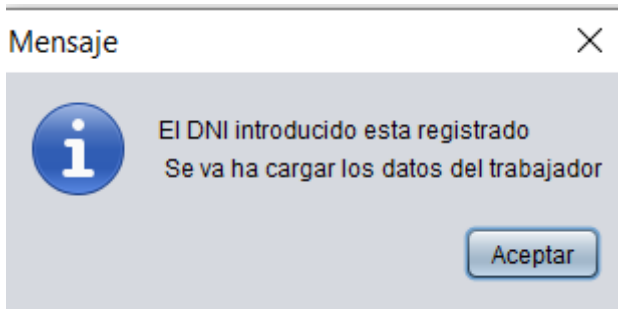 Mensaje
El DNI introducido esta registrado
Se va ha cargar los datos del trabajador
Aceptar